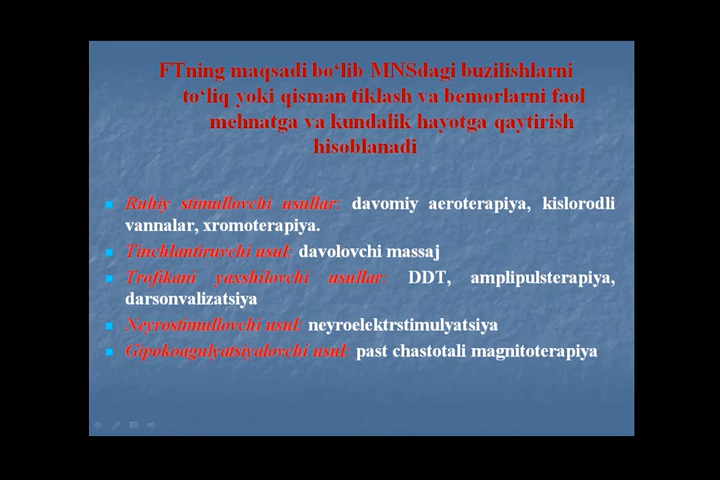 FTning maqsadi bo‘lib MNSdagi buzilishlarni
to‘liq yoki qisman tiklash va bemorlarni faol
mehnatga va kundalik hayotga qaytirish
hisoblanadi
Ruhiy stimullovchi usullar: davomiy aeroterapiya, kislorodli
vannalar, xromoterapiya.
Tinchlantiruvchi usul: davolovchi massaj
Trofikani yaxshilovchi usullar: DDT, amplipulsterapiya,
darsonvalizatsiya
Neyrostimullovchi usul: neyroelektrstimulyatsiya
Gipokoagulyatsiyalovchi usul: past chastotali magnitoterapiya